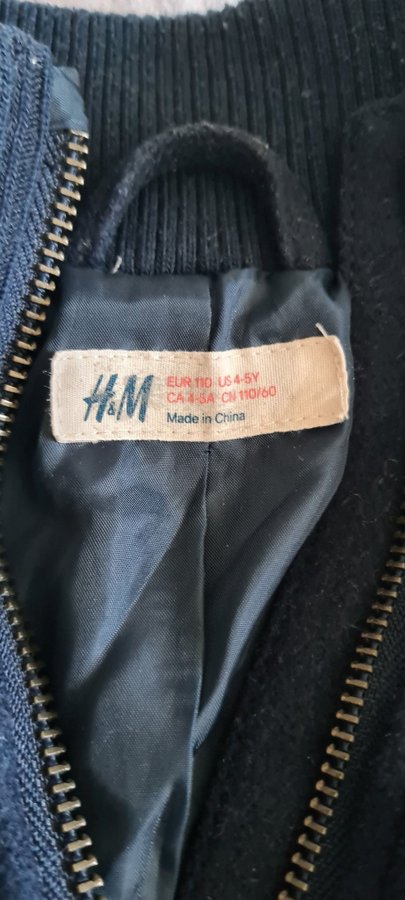 H&M
EUR 110 US 4-5Y
CA 4-5A CN 110/60
Made in China